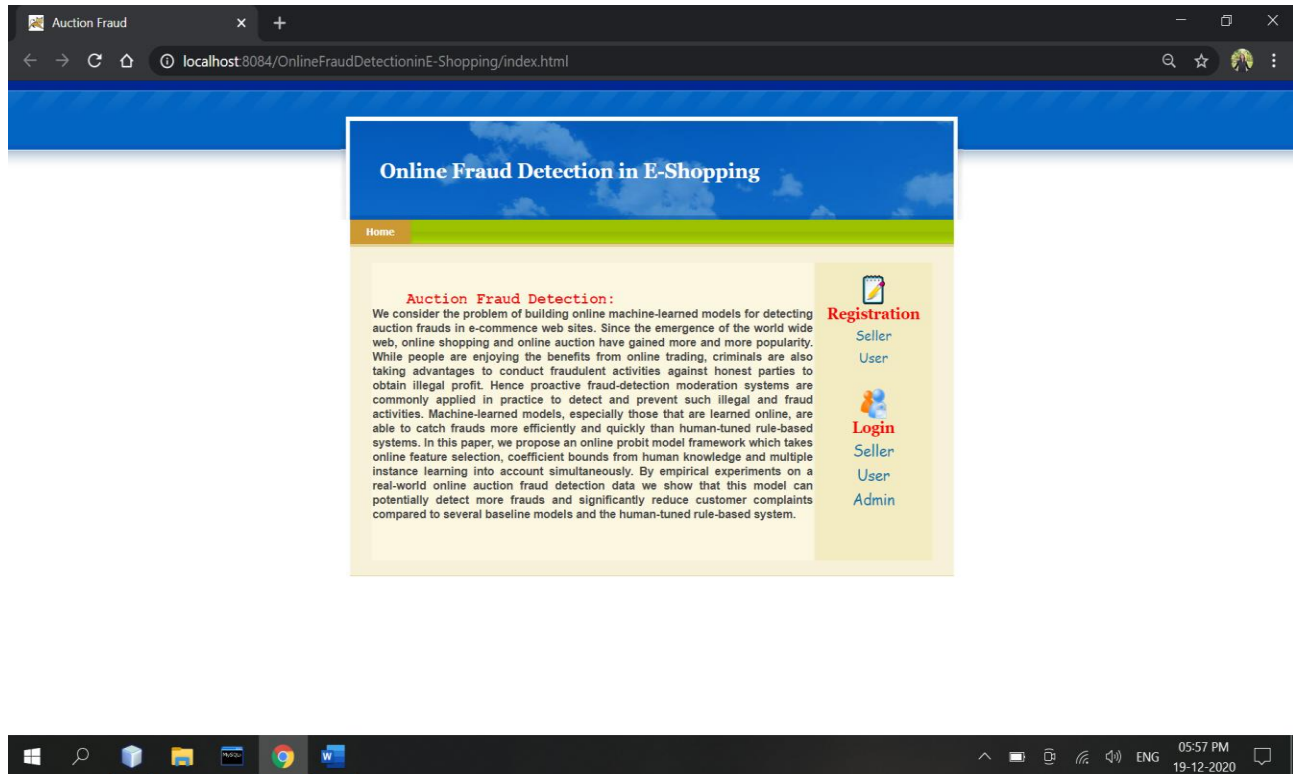 Auction Fraud
localhost:8084/OnlineFraudDetectioninE-Shopping/index.html
Online Fraud Detection in E-Shopping
Home
Auction Fraud Detection:
We consider the problem of building online machine-learned models for detecting
auction frauds in e-commence web sites. Since the emergence of the world wide
web, online shopping and online auction have gained more and more popularity.
While people are enjoying the benefits from online trading, criminals are also
taking advantages to conduct fraudulent activities against honest parties to
obtain illegal profit. Hence proactive fraud-detection moderation systems are
commonly applied in practice to detect and prevent such illegal and fraud
activities. Machine-learned models, especially those that are learned online, are
able to catch frauds more efficiently and quickly than human-tuned rule-based
systems. In this paper, we propose an online probit model framework which takes
online feature selection, coefficient bounds from human knowledge and multiple
instance learning into account simultaneously. By empirical experiments on a
real-world online auction fraud detection data we show that this model can
potentially detect more frauds and significantly reduce customer complaints
compared to several baseline models and the human-tuned rule-based system.
Registration
Seller
User
Login
Seller
User
Admin
W
ENG
05:57 PM
19-12-2020